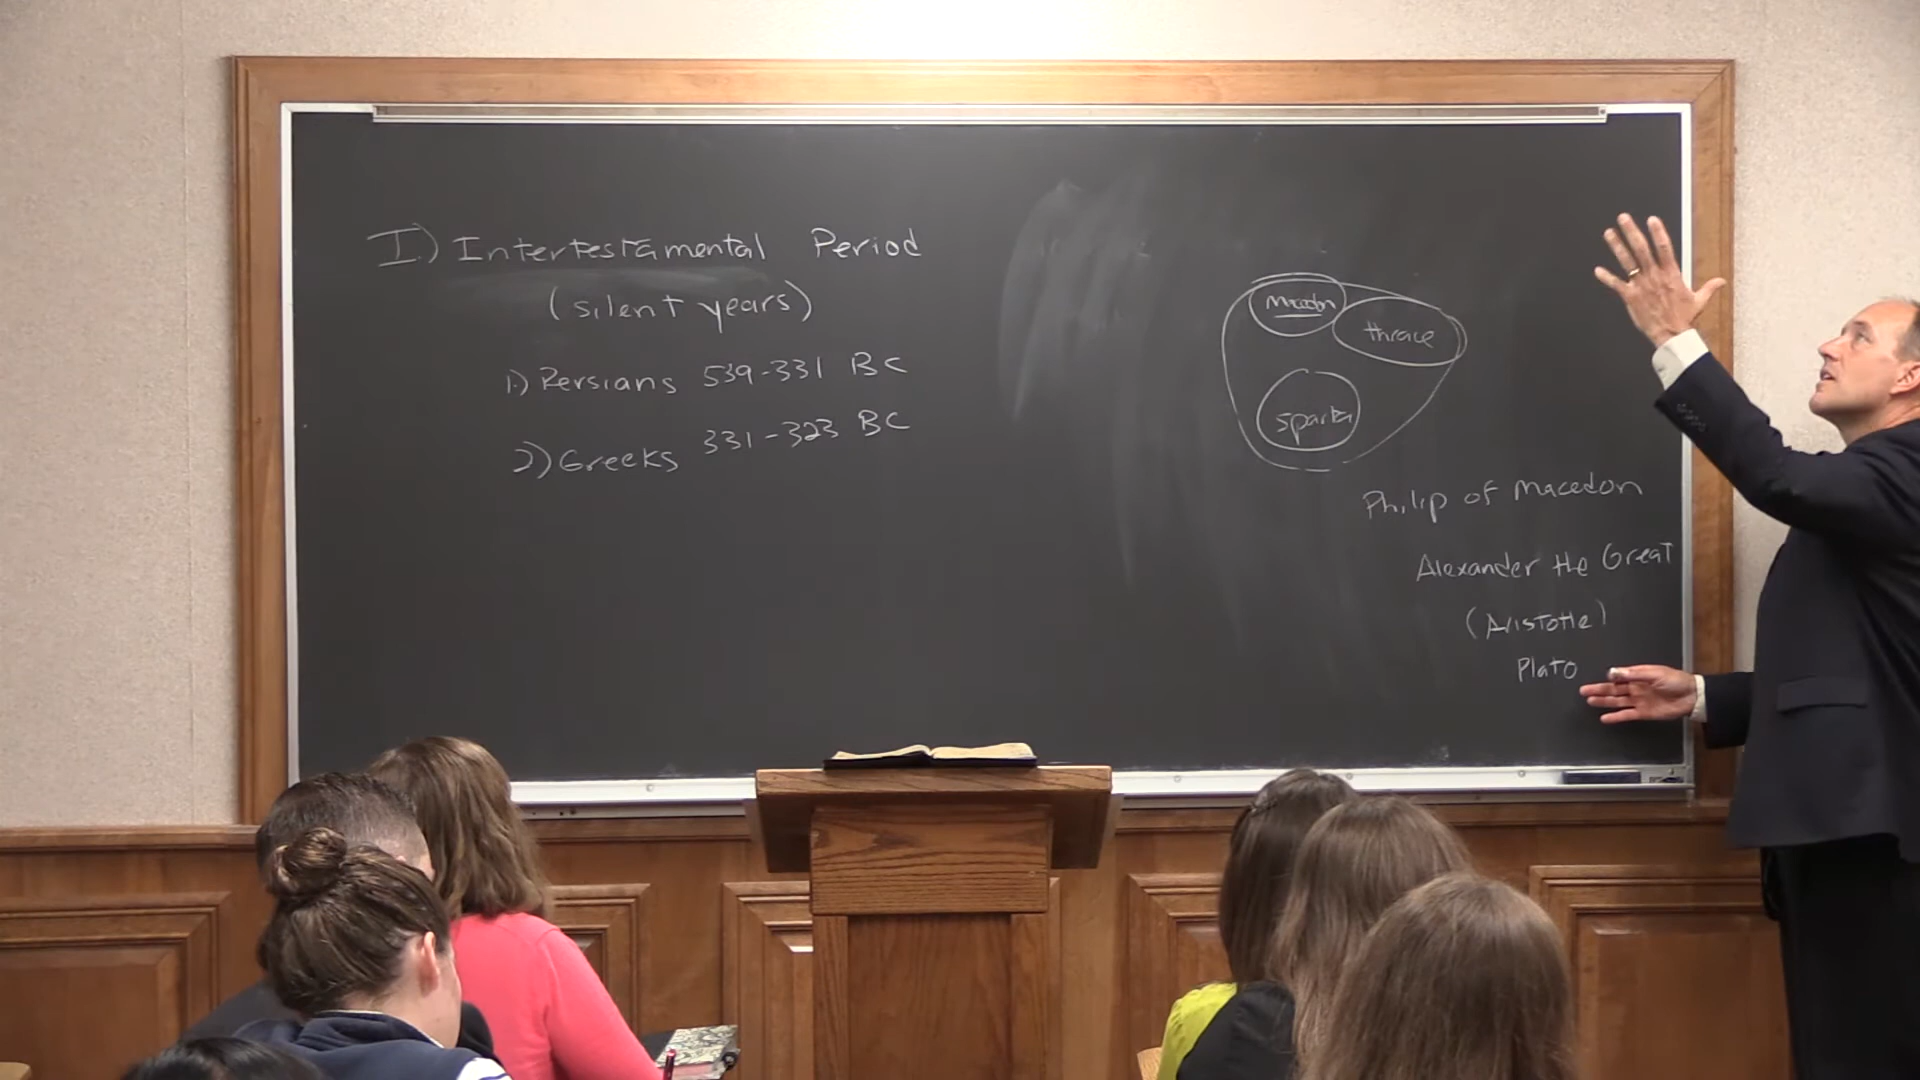 I.) Intertestamental Period
(silent years)
1.) Persians 539-331 BC
2) Greeks 331-323 BC
Macedon
thrace
sparta
Philip of Macedon
Alexander the Great
(Aristotle)
Plato